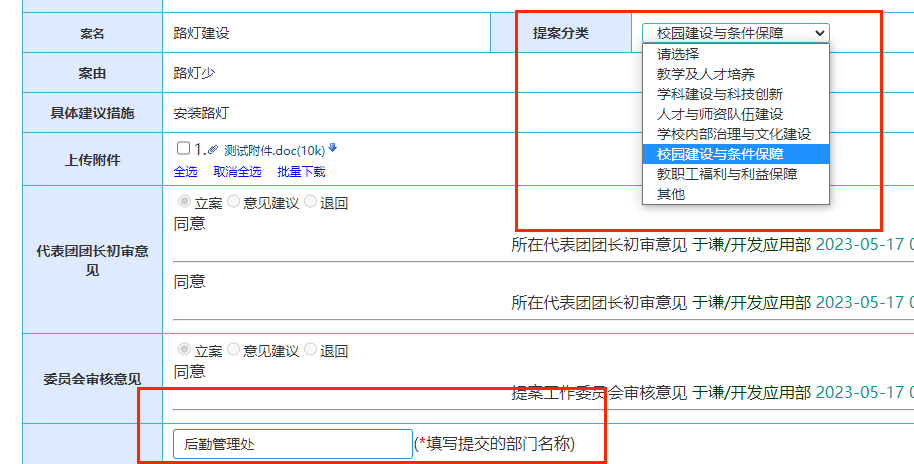 案名 路灯建设 提案分类 校园建设与条件保障
请选择
教学及人才培养
学科建设与科技创新
人才与师资队伍建设
学校内部治理与文化建设
校园建设与条件保障
教职工福利与利益保障
其他
案由 路灯少
具体建议措施 安装路灯
上传附件 1. 测试附件.doc(10k)
全选 取消全选 批量下载
代表团团长初审意见
立案 意见建议 退回
同意
所在代表团团长初审意见 于谦/开发应用部 2023-05-17
同意
所在代表团团长初审意见 于谦/开发应用部 2023-05-17
委员会审核意见
立案 意见建议 退回
同意
提案工作委员会审核意见 于谦/开发应用部 2023-05-17
后勤管理处 (*填写提交的部门名称)